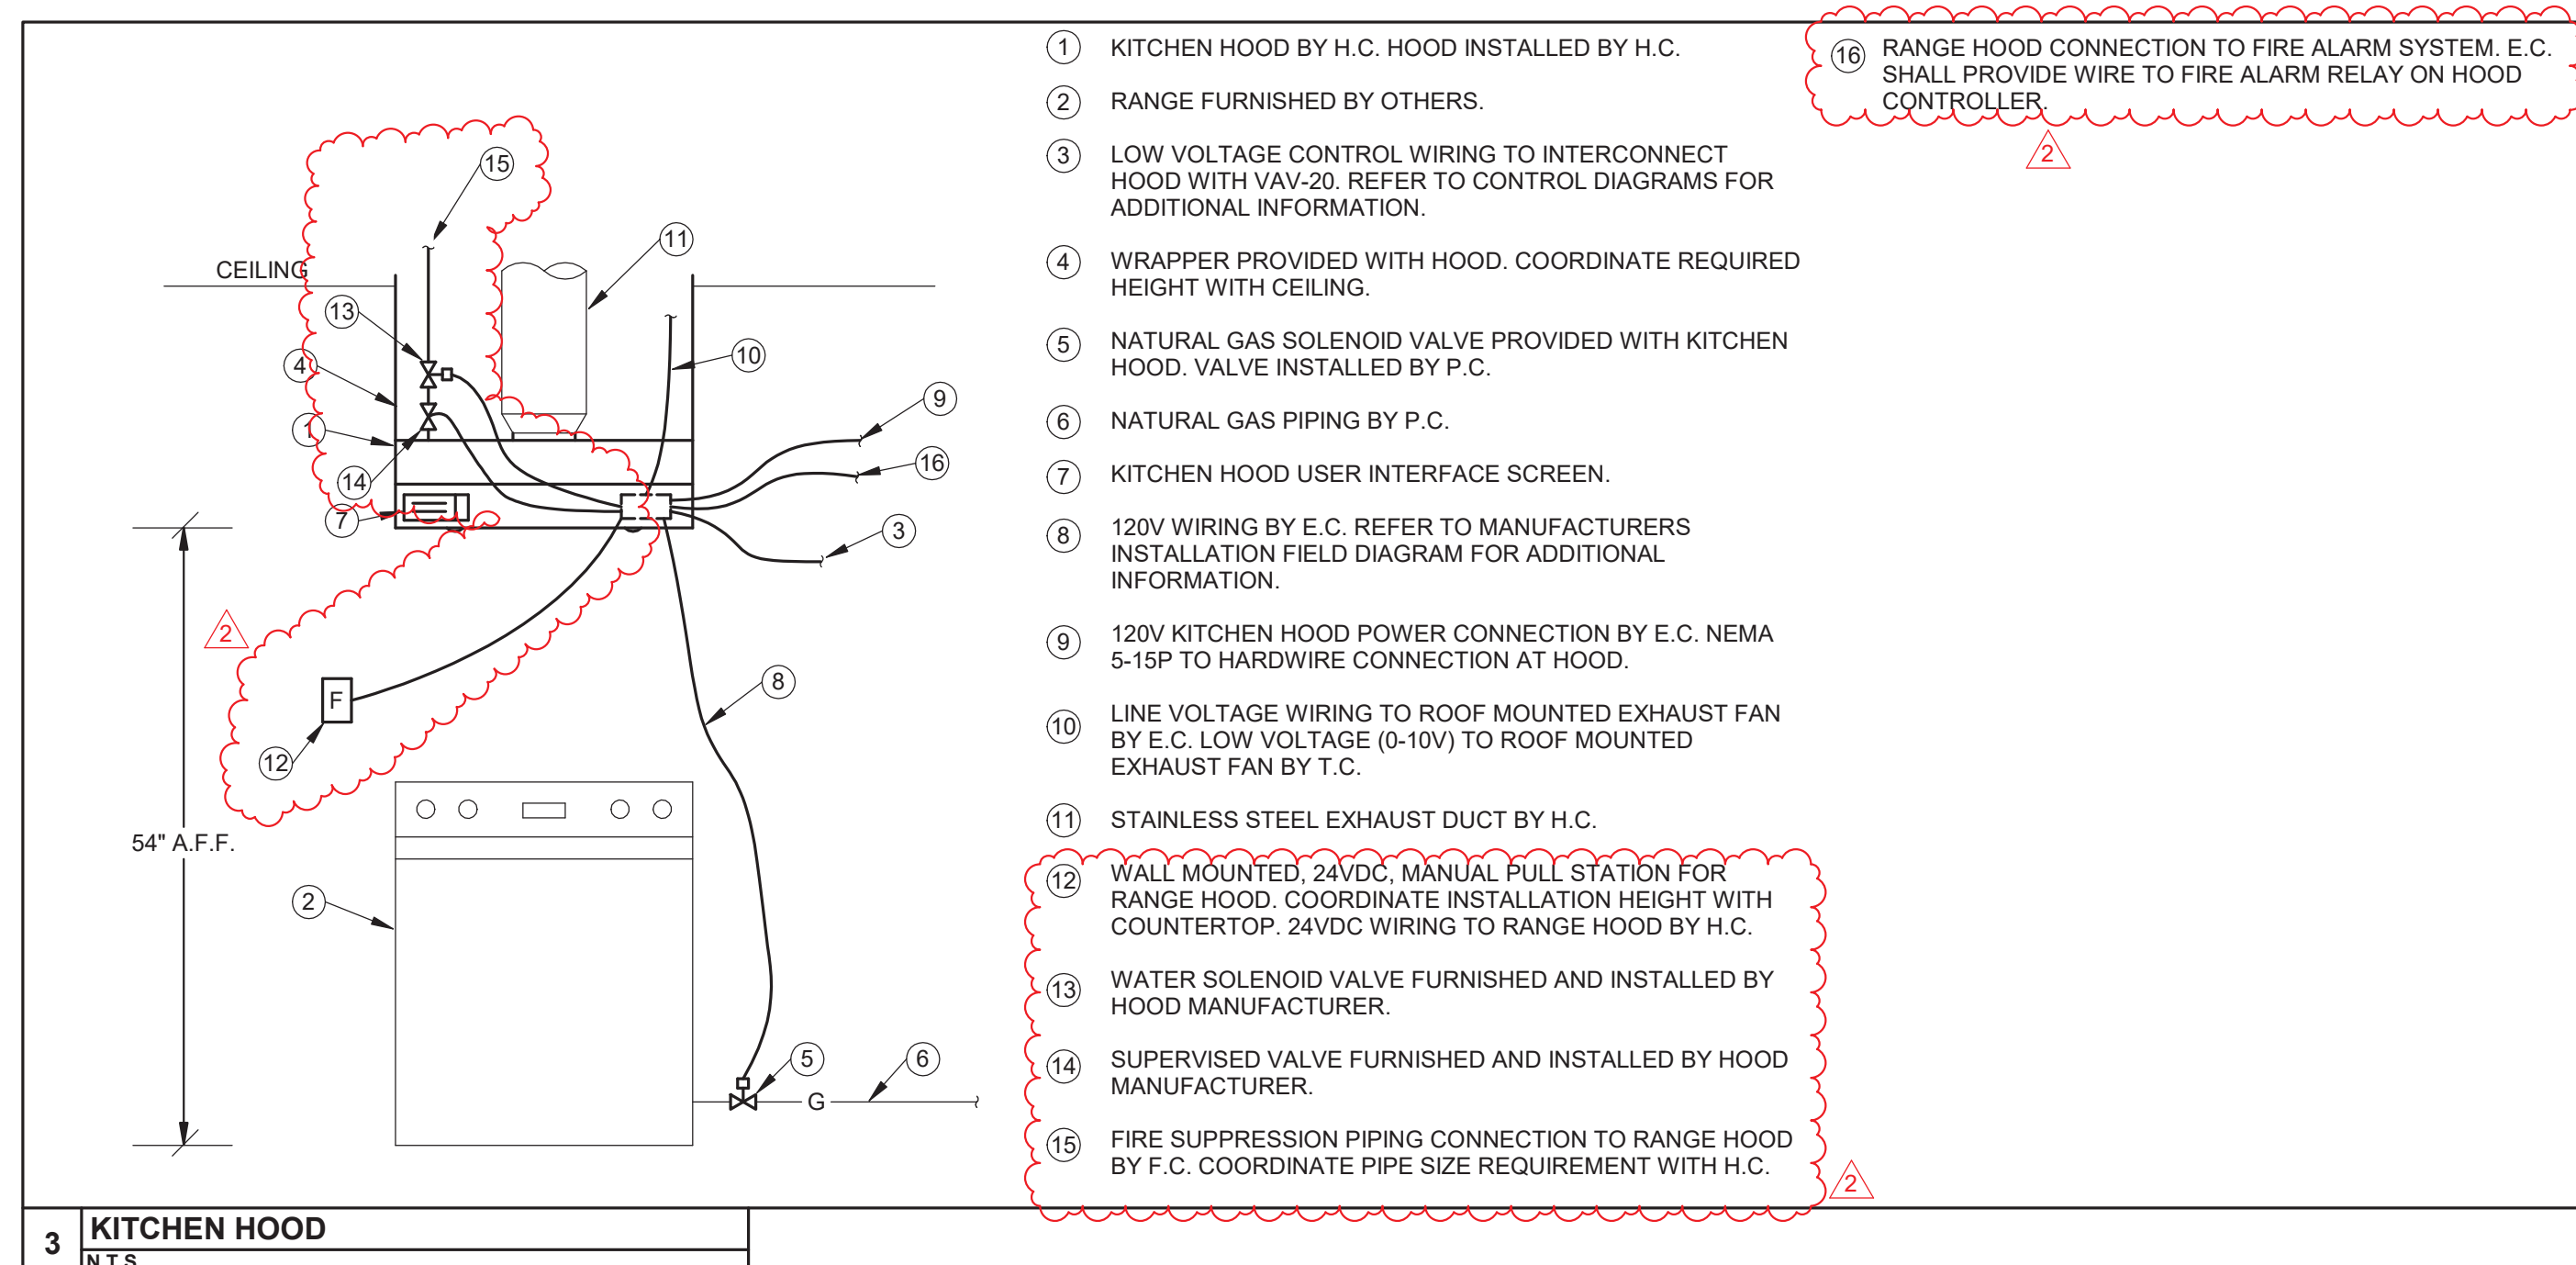 15
11
CEILING
13
10
4
9
1
16
14
7
3
2
F
8
12
54" A.F.F.
2
5
6
G
1 KITCHEN HOOD BY H.C. HOOD INSTALLED BY H.C.
2 RANGE FURNISHED BY OTHERS.
3 LOW VOLTAGE CONTROL WIRING TO INTERCONNECT
HOOD WITH VAV-20. REFER TO CONTROL DIAGRAMS FOR
ADDITIONAL INFORMATION.
4 WRAPPER PROVIDED WITH HOOD. COORDINATE REQUIRED
HEIGHT WITH CEILING.
5 NATURAL GAS SOLENOID VALVE PROVIDED WITH KITCHEN
HOOD. VALVE INSTALLED BY P.C.
6 NATURAL GAS PIPING BY P.C.
7 KITCHEN HOOD USER INTERFACE SCREEN.
8 120V WIRING BY E.C. REFER TO MANUFACTURERS
INSTALLATION FIELD DIAGRAM FOR ADDITIONAL
INFORMATION.
9 120V KITCHEN HOOD POWER CONNECTION BY E.C. NEMA
5-15P TO HARDWIRE CONNECTION AT HOOD.
10 LINE VOLTAGE WIRING TO ROOF MOUNTED EXHAUST FAN
BY E.C. LOW VOLTAGE (0-10V) TO ROOF MOUNTED
EXHAUST FAN BY T.C.
11 STAINLESS STEEL EXHAUST DUCT BY H.C.
12 WALL MOUNTED, 24VDC, MANUAL PULL STATION FOR
RANGE HOOD. COORDINATE INSTALLATION HEIGHT WITH
COUNTERTOP. 24VDC WIRING TO RANGE HOOD BY H.C.
13 WATER SOLENOID VALVE FURNISHED AND INSTALLED BY
HOOD MANUFACTURER.
14 SUPERVISED VALVE FURNISHED AND INSTALLED BY HOOD
MANUFACTURER.
15 FIRE SUPPRESSION PIPING CONNECTION TO RANGE HOOD
BY F.C. COORDINATE PIPE SIZE REQUIREMENT WITH H.C.
2
16 RANGE HOOD CONNECTION TO FIRE ALARM SYSTEM. E.C.
SHALL PROVIDE WIRE TO FIRE ALARM RELAY ON HOOD
CONTROLLER.
2
3 KITCHEN HOOD
N.T.S.